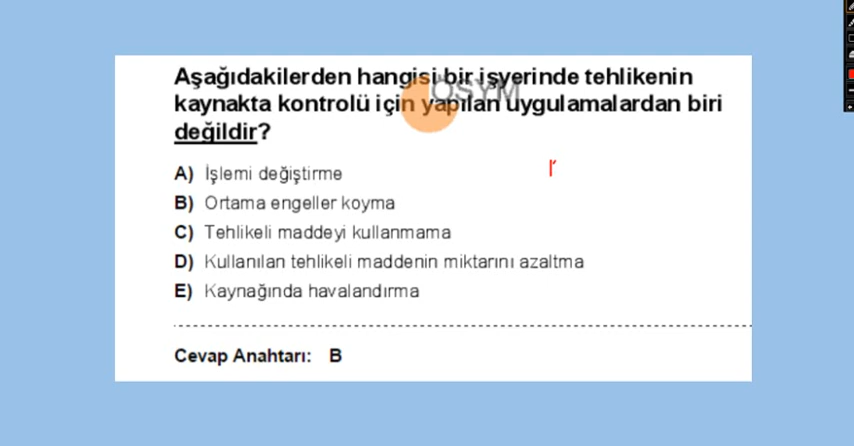 Aşağıdakilerden hangisi bir işyerinde tehlikenin
ÖSYM
kaynakta kontrolü için yapılan uygulamalardan biri
değildir?
A) İşlemi değiştirme
B) Ortama engeller koyma
C) Tehlikeli maddeyi kullanmama
D) Kullanılan tehlikeli maddenin miktarını azaltma
E) Kaynağında havalandırma
Cevap Anahtarı: B